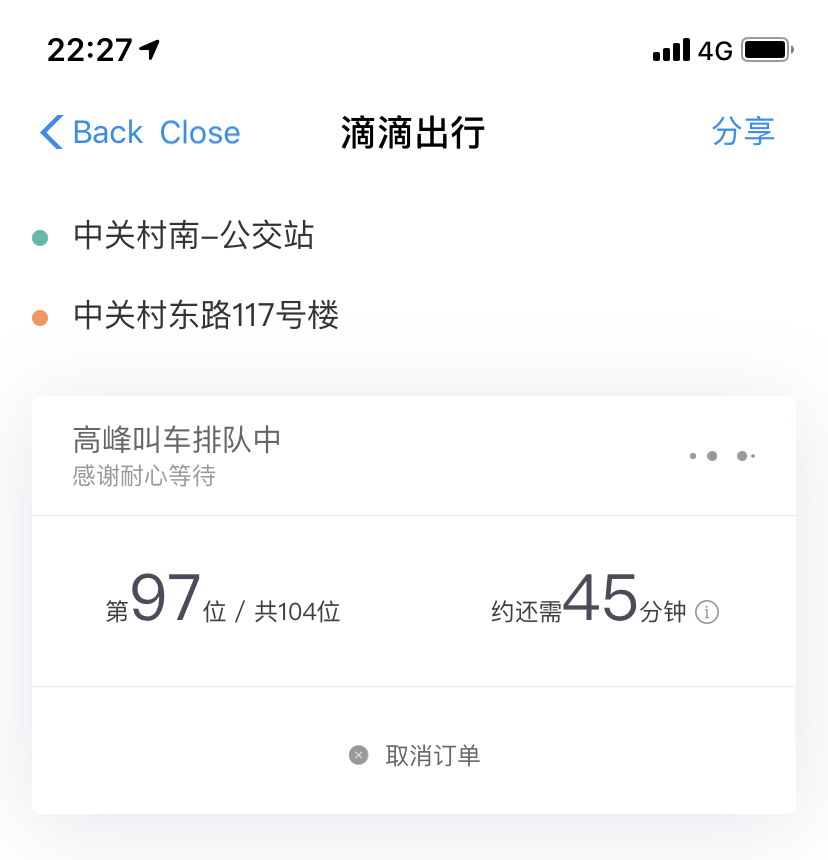 22:27 4G
Back Close 滴滴出行 分享
中关村南–公交站
中关村东路117号楼
高峰叫车排队中
感谢耐心等待
第97位 / 共104位 约还需45分钟
取消订单